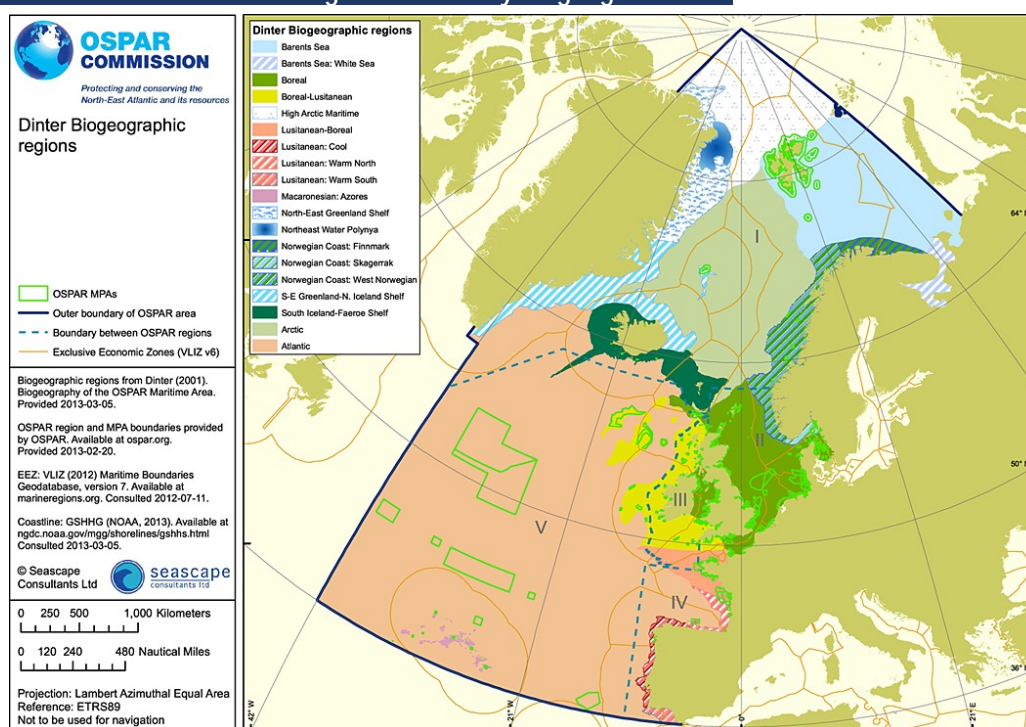 OSPAR
COMMISSION
Protecting and conserving the
North-East Atlantic and its resources
Dinter Biogeographic
regions
OSPAR MPAs
Outer boundary of OSPAR area
Boundary between OSPAR regions
Exclusive Economic Zones (VLIZ v6)
Biogeographic regions from Dinter (2001).
Biogeography of the OSPAR Maritime Area.
Provided 2013-03-05.
OSPAR region and MPA boundaries provided
by OSPAR. Available at ospar.org.
Provided 2013-02-20.
EEZ: VLIZ (2012) Maritime Boundaries
Geodatabase, version 7. Available at
marineregions.org. Consulted 2012-07-11.
Coastline: GSHHG (NOAA, 2013). Available at
ngdc.noaa.gov/mgg/shorelines/gshhs.html
Consulted 2013-03-05.
© Seascape
Consultants Ltd
seascape
consultants ltd
0 250 500 1,000 Kilometers
0 120 240 480 Nautical Miles
Projection: Lambert Azimuthal Equal Area
Reference: ETRS89
Not to be used for navigation
Dinter Biogeographic regions
Barents Sea
Barents Sea: White Sea
Boreal
Boreal-Lusitanean
High Arctic Maritime
Lusitanean-Boreal
Lusitanean: Cool
Lusitanean: Warm North
Lusitanean: Warm South
Macaronesian: Azores
North-East Greenland Shelf
Northeast Water Polynya
Norwegian Coast: Finnmark
Norwegian Coast: Skagerrak
Norwegian Coast: West Norwegian
S-E Greenland-N. Iceland Shelf
South Iceland-Faeroe Shelf
Arctic
Atlantic
I
II
III
IV
V
64°
50°
36°
42° W
21° W
0°
21° E